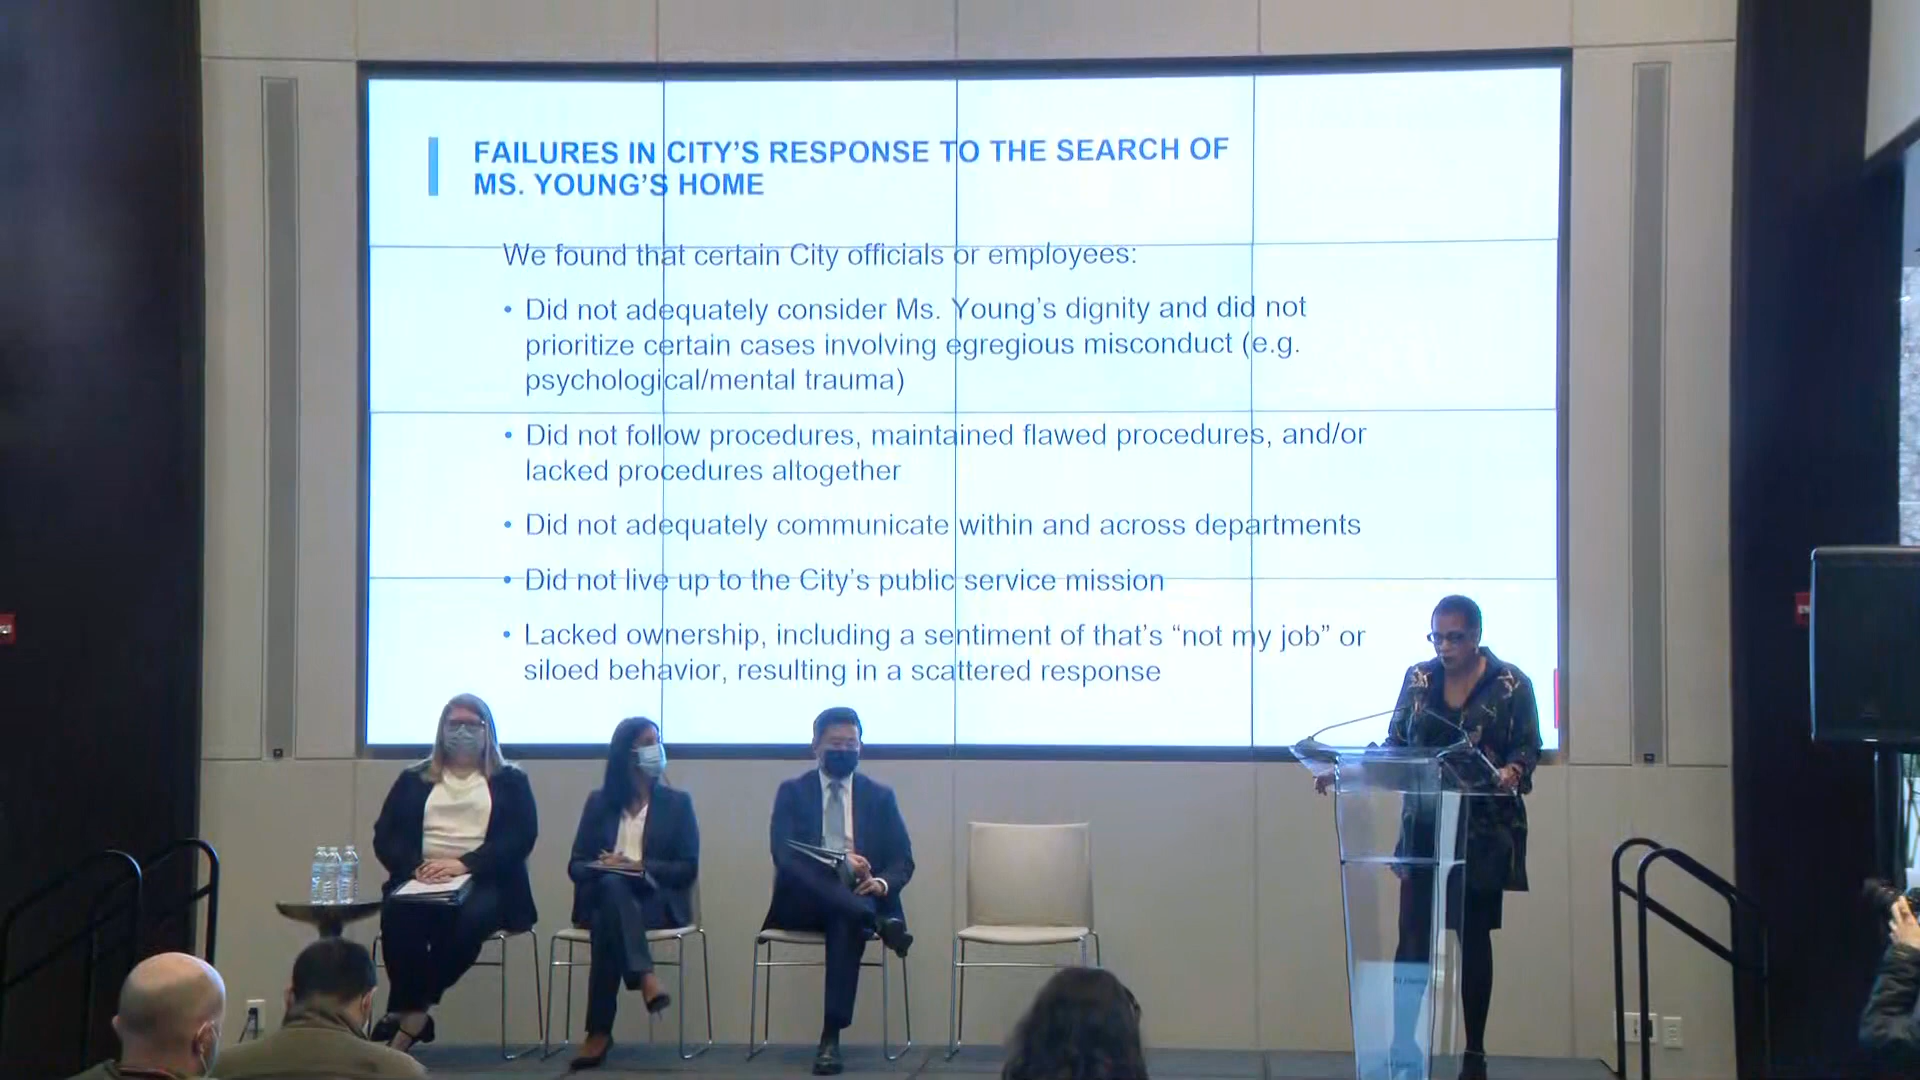 FAILURES IN CITY’S RESPONSE TO THE SEARCH OF
MS. YOUNG’S HOME
We found that certain City officials or employees:
• Did not adequately consider Ms. Young’s dignity and did not
prioritize certain cases involving egregious misconduct (e.g.
psychological/mental trauma)
• Did not follow procedures, maintained flawed procedures, and/or
lacked procedures altogether
• Did not adequately communicate within and across departments
• Did not live up to the City’s public service mission
• Lacked ownership, including a sentiment of that’s “not my job” or
siloed behavior, resulting in a scattered response